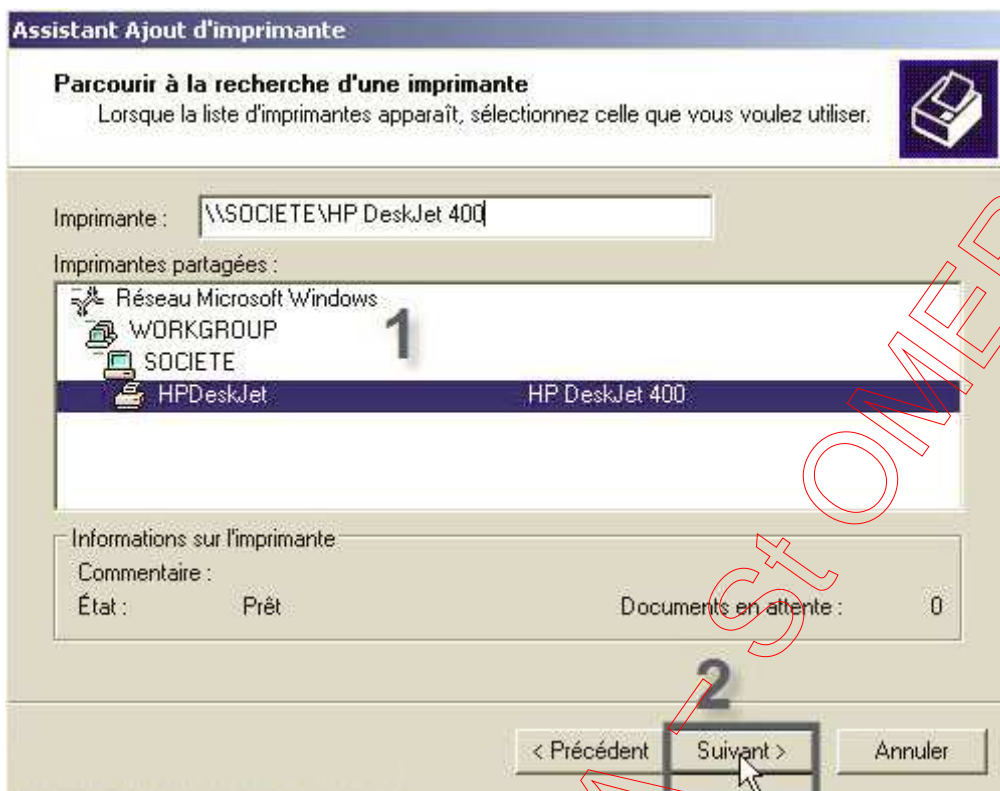 Assistant Ajout d'imprimante
Parcourir à la recherche d'une imprimante
Lorsque la liste d'imprimantes apparaît, sélectionnez celle que vous voulez utiliser.
Imprimante : \\SOCIETE\HP DeskJet 400
Imprimantes partagées :
Réseau Microsoft Windows
1
WORKGROUP
SOCIETE
HPDeskJet HP DeskJet 400
Informations sur l'imprimante
Commentaire :
État : Prêt Documents en attente : 0
2
< Précédent Suivant > Annuler
St OMER